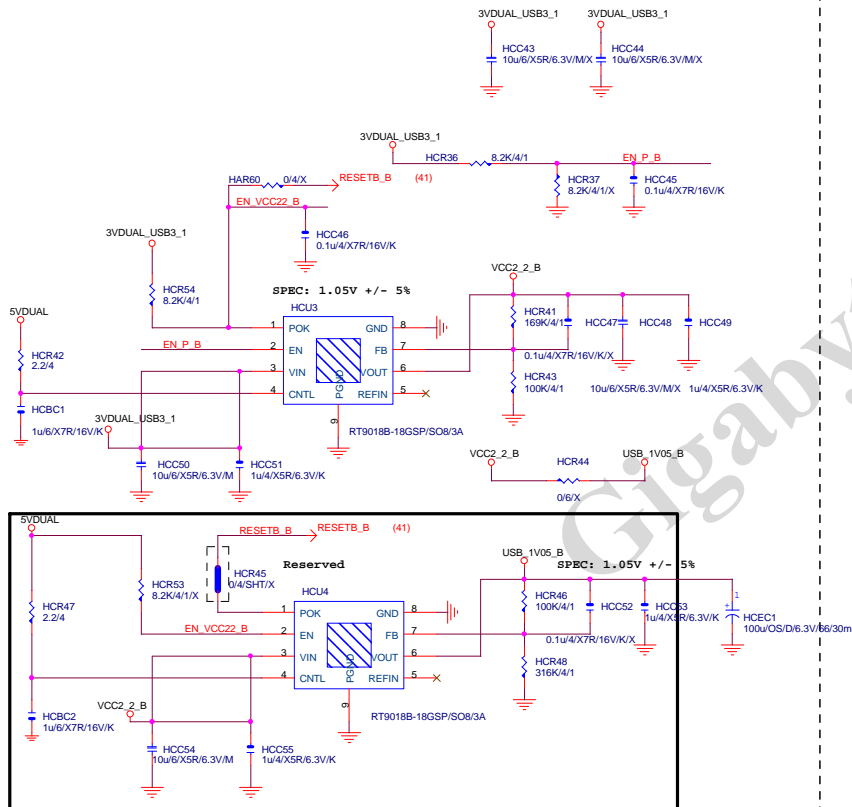 3VDUAL_USB3_1
3VDUAL_USB3_1
HCC43
10u/6/X5R/6.3V/M/X
HCC44
10u/6/X5R/6.3V/M/X
3VDUAL_USB3_1
HCR36
8.2K/4/1
EN_P_B
HAR60
0/4/X
RESETB_B
(41)
HCR37
8.2K/4/1/X
HCC45
0.1u/4/X7R/16V/K
EN_VCC22_B
HCC46
0.1u/4/X7R/16V/K
3VDUAL_USB3_1
VCC2_2_B
HCR54
8.2K/4/1
SPEC: 1.05V +/- 5%
HCU3
5VDUAL
HCR41
169K/4/1
HCC47
HCC48
HCC49
1
POK
GND
8
EN_P_B
2
EN
FB
7
HCR42
2.2/4
0.1u/4/X7R/16V/K/X
3
VIN
VOUT
6
HCR43
100K/4/1
4
CNTL
PGND
REFIN
5
10u/6/X5R/6.3V/M/X
1u/4/X5R/6.3V/K
HCBC1
1u/6/X7R/16V/K
3VDUAL_USB3_1
9
RT9018B-18GSP/SO8/3A
HCC50
10u/6/X5R/6.3V/M
HCC51
1u/4/X5R/6.3V/K
VCC2_2_B
HCR44
USB_1V05_B
0/6/X
Gigaby
5VDUAL
RESETB_B
RESETB_B
(41)
USB_1V05_B
Reserved
SPEC: 1.05V +/- 5%
HCR53
8.2K/4/1/X
HCR45
0/4/SHT/X
HCU4
HCR47
2.2/4
HCR46
100K/4/1
HCC52
HCC53
1u/4/X5R/6.3V/K
1
HCEC1
100u/OS/D/6.3V/66/30m
1
POK
GND
8
EN_VCC22_B
2
EN
FB
7
0.1u/4/X7R/16V/K/X
3
VIN
VOUT
6
HCR48
316K/4/1
4
CNTL
PGND
REFIN
5
HCBC2
1u/6/X7R/16V/K
VCC2_2_B
9
RT9018B-18GSP/SO8/3A
HCC54
10u/6/X5R/6.3V/M
HCC55
1u/4/X5R/6.3V/K